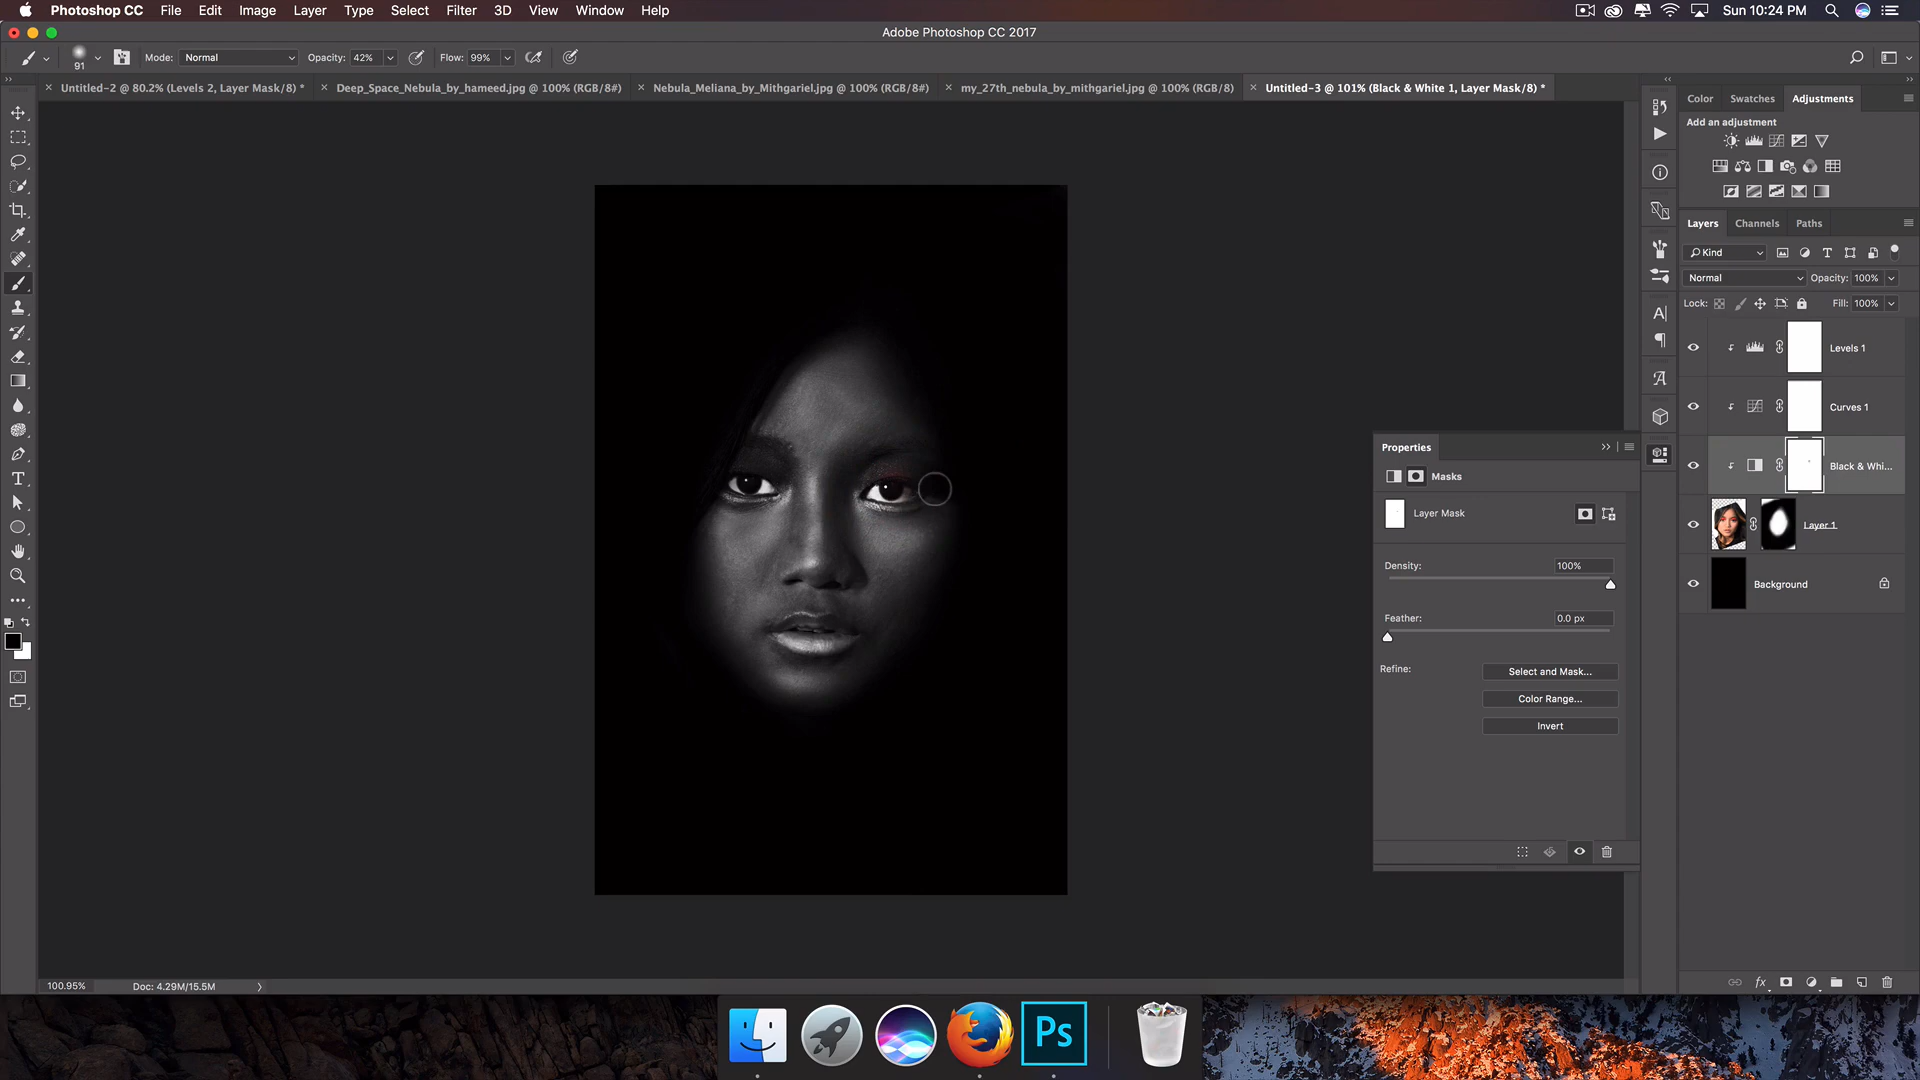 Photoshop CC File Edit Image Layer Type Select Filter 3D View Window Help Sun 10:24 PM
Adobe Photoshop CC 2017
91 Mode: Normal Opacity: 42% Flow: 99%
Untitled-2 @ 80.2% (Levels 2, Layer Mask/8) * Deep_Space_Nebula_by_hameed.jpg @ 100% (RGB/8#) Nebula_Meliana_by_Mithgariel.jpg @ 100% (RGB/8#) my_27th_nebula_by_mithgariel.jpg @ 100% (RGB/8) Untitled-3 @ 101% (Black & White 1, Layer Mask/8) *
Color Swatches Adjustments
Add an adjustment
Layers Channels Paths
Kind
Normal Opacity: 100%
Lock: Fill: 100%
Levels 1
Curves 1
Black & Whi...
Layer 1
Background
Properties
Masks
Layer Mask
Density: 100%
Feather: 0.0 px
Refine: Select and Mask...
Color Range...
Invert
100.95% Doc: 4.29M/15.5M
Ps